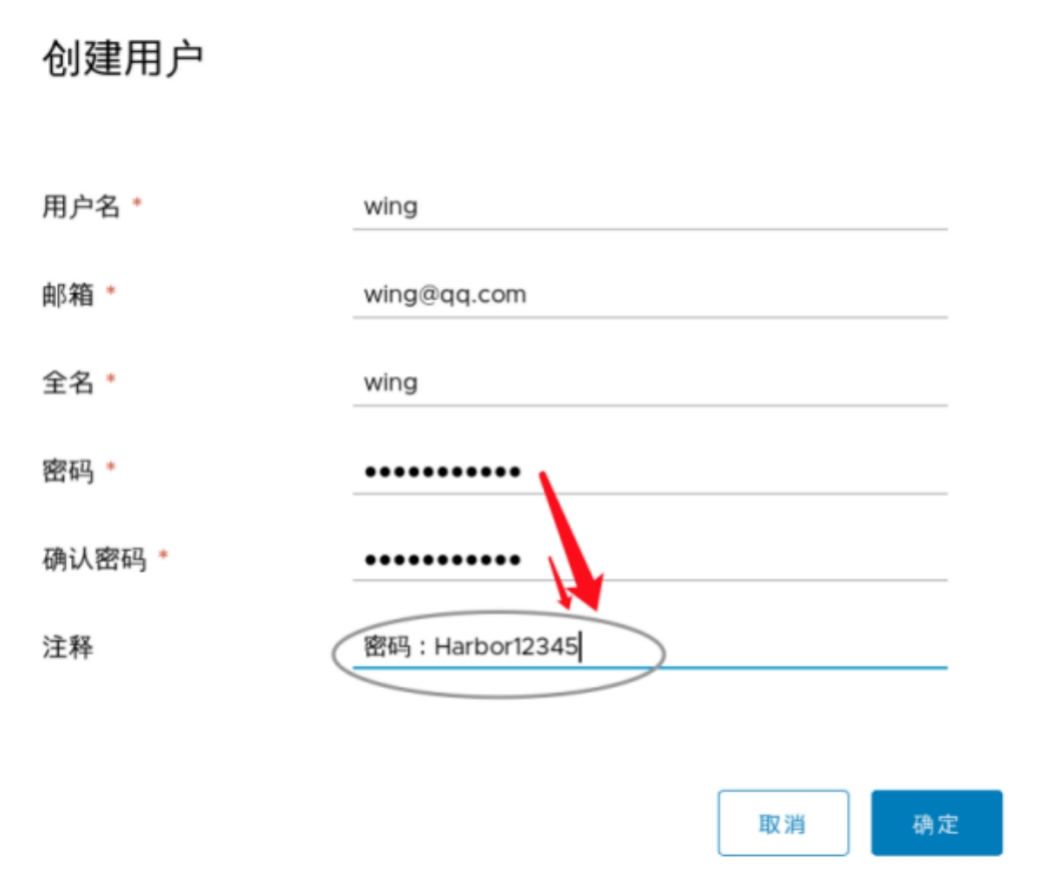 创建用户
用户名 * wing
邮箱 * wing@qq.com
全名 * wing
密码 * •••••••••••
确认密码 * •••••••••••
注释 密码：Harbor12345
取消 确定